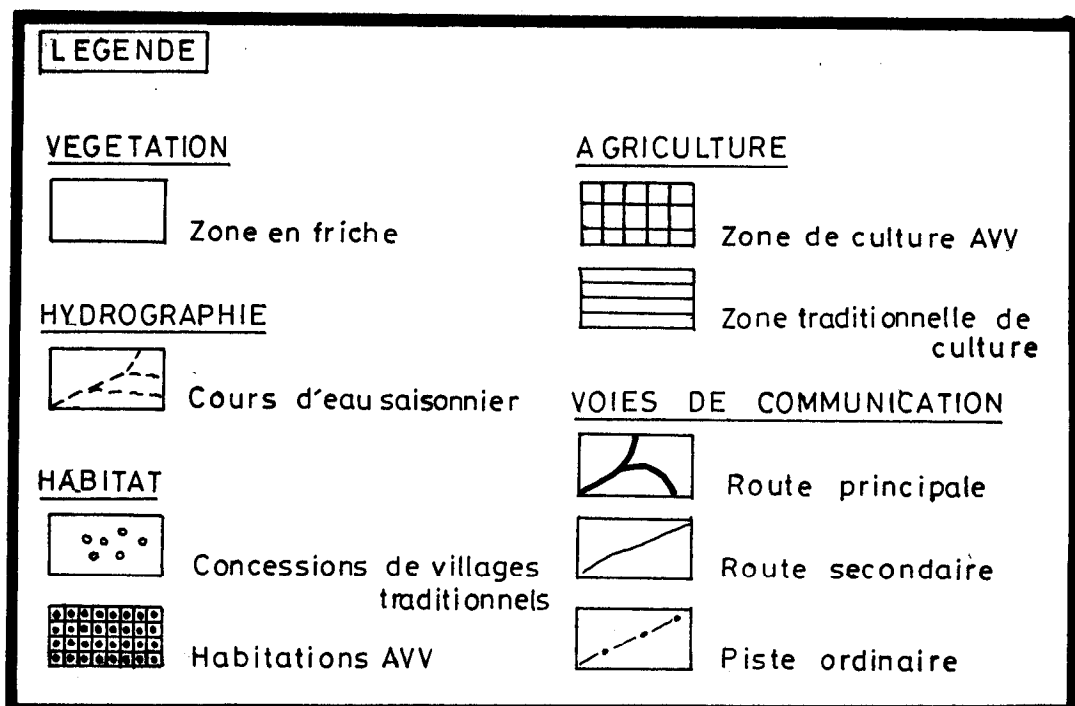 LEGENDE
VEGETATION
Zone en friche
HYDROGRAPHIE
Cours d'eau saisonnier
HABITAT
Concessions de villages
traditionnels
Habitations AVV
AGRICULTURE
Zone de culture AVV
Zone traditionnelle de
culture
VOIES DE COMMUNICATION
Route principale
Route secondaire
Piste ordinaire